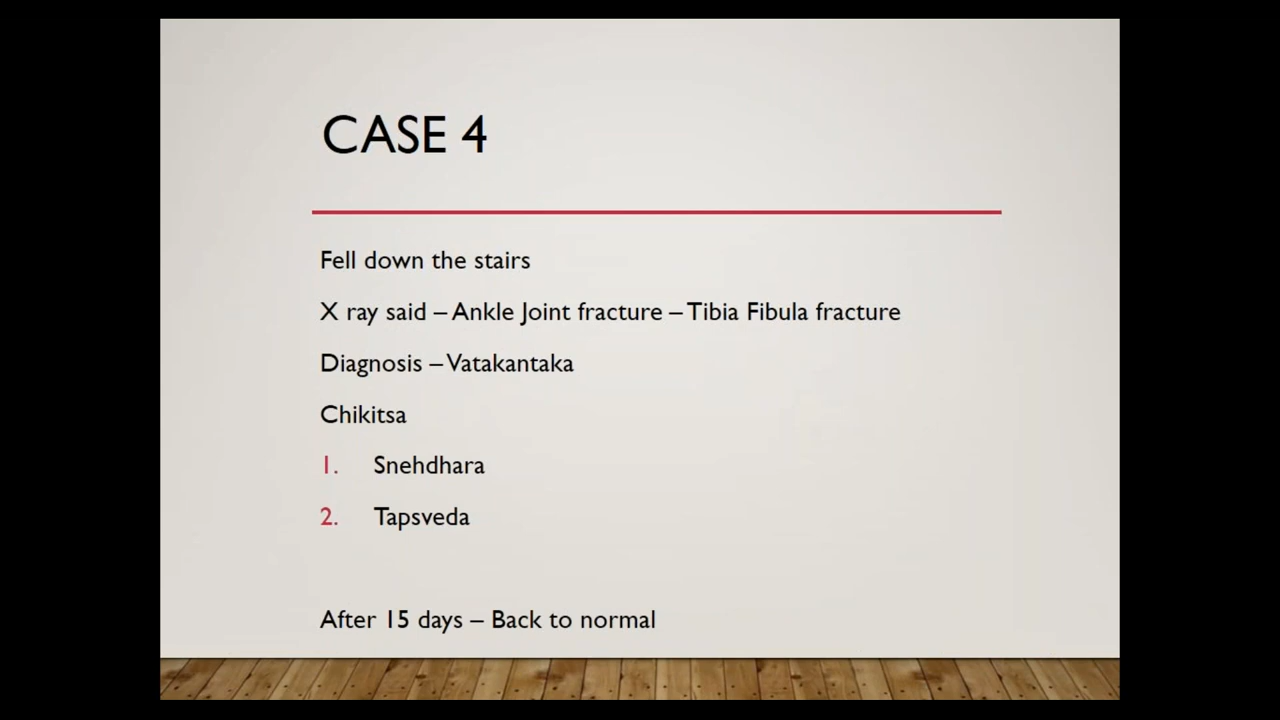 CASE 4
Fell down the stairs
X ray said – Ankle Joint fracture – Tibia Fibula fracture
Diagnosis – Vatakantaka
Chikitsa
1. Snehdhara
2. Tapsveda
After 15 days – Back to normal